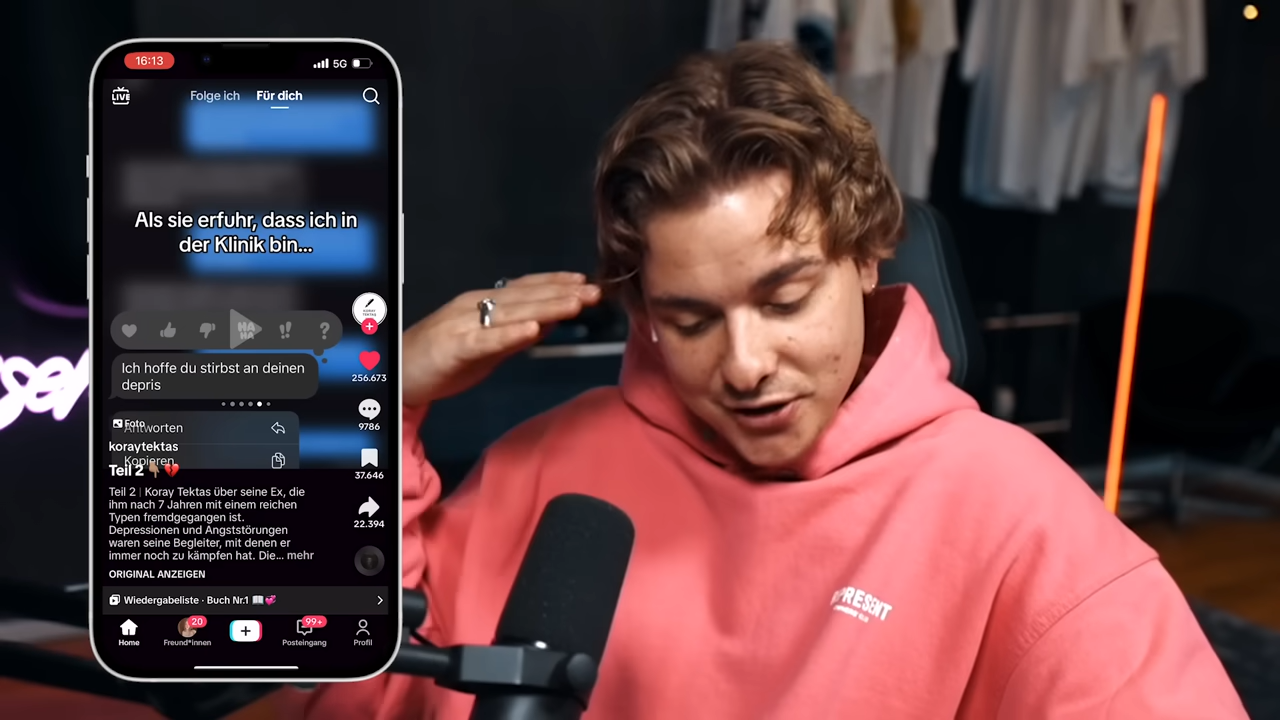 16:13
5G
LIVE
Folge ich
Für dich
Als sie erfuhr, dass ich in
der Klinik bin...
HA
HA
!!
?
Ich hoffe du stirbst an deinen
depris
256.673
Foto
Antworten
9786
koraytektas
Kopieren
Teil 2
37.646
Teil 2 | Koray Tektas über seine Ex, die
ihm nach 7 Jahren mit einem reichen
Typen fremdgegangen ist.
Depressionen und Angststörungen
waren seine Begleiter, mit denen er
immer noch zu kämpfen hat. Die... mehr
22.394
ORIGINAL ANZEIGEN
Wiedergabeliste · Buch Nr.1
20
99+
Home
Freund*innen
Posteingang
Profil